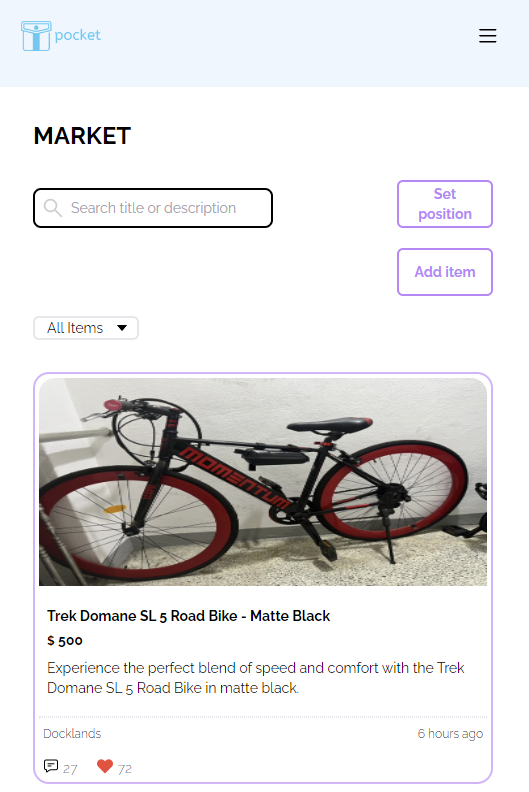 pocket
MARKET
Search title or description
Set
position
Add item
All Items
MOMENTUM
Trek Domane SL 5 Road Bike - Matte Black
$ 500
Experience the perfect blend of speed and comfort with the Trek
Domane SL 5 Road Bike in matte black.
Docklands
6 hours ago
27
72